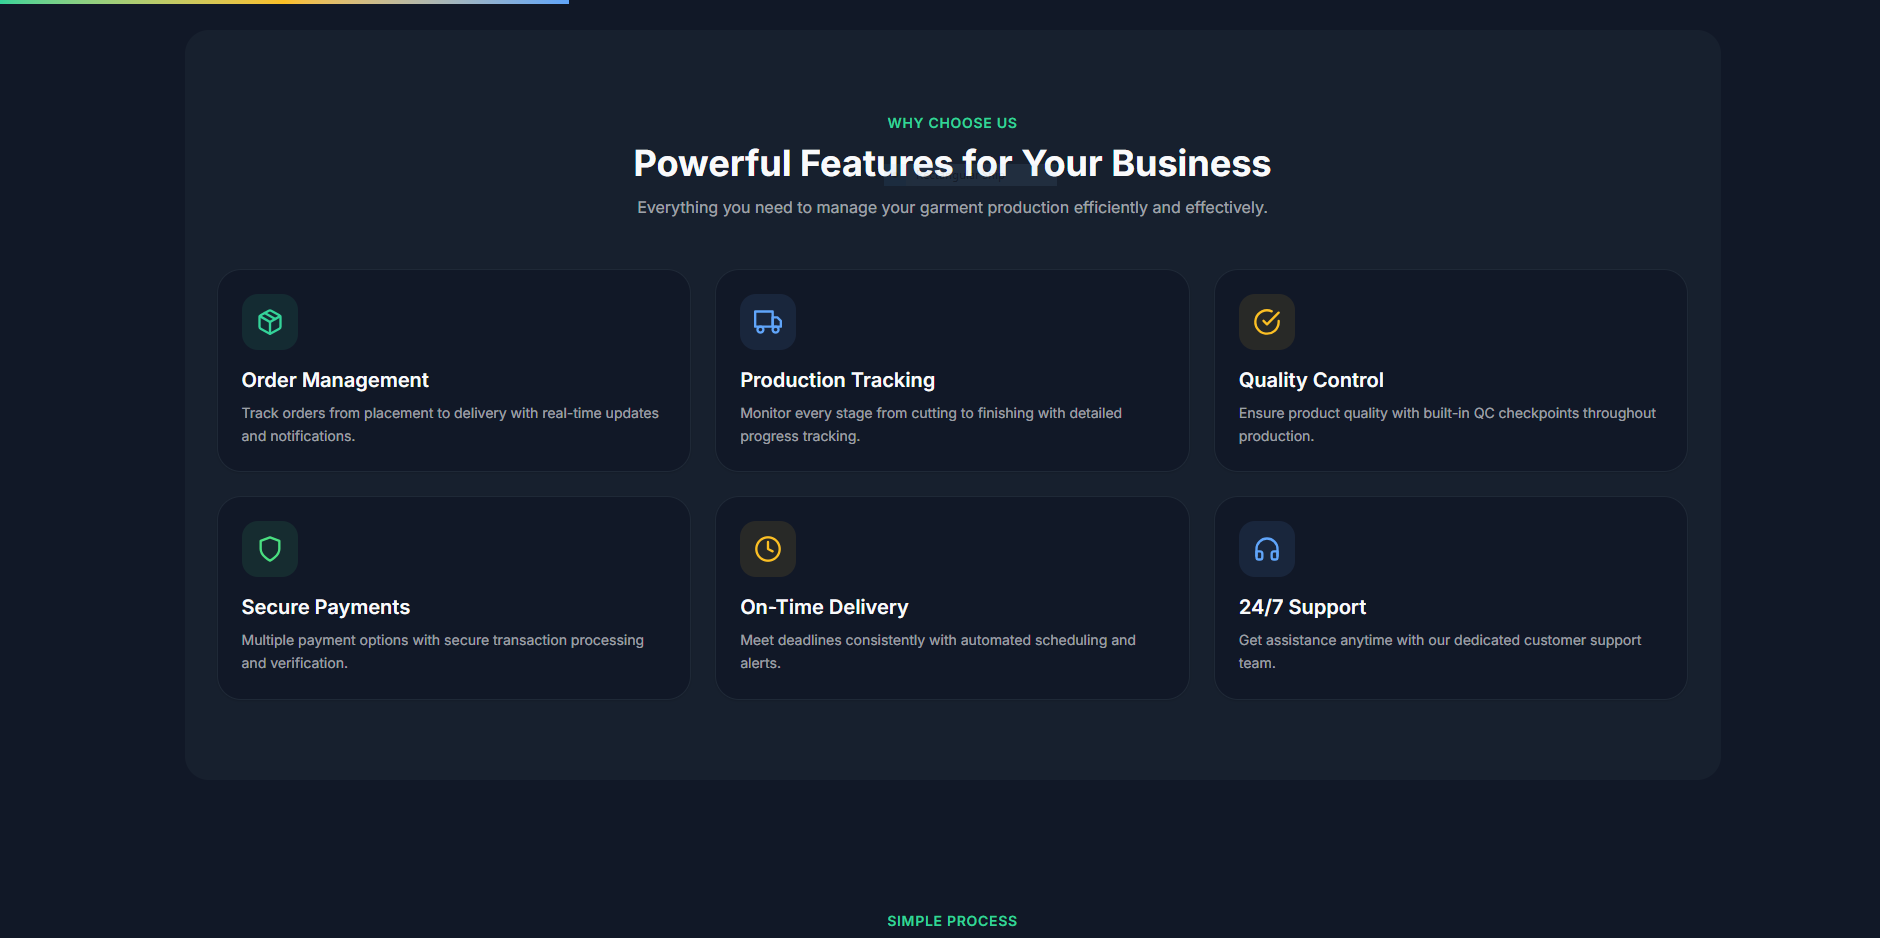 WHY CHOOSE US
Powerful Features for Your Business
Everything you need to manage your garment production efficiently and effectively.
Order Management
Track orders from placement to delivery with real-time updates
and notifications.
Production Tracking
Monitor every stage from cutting to finishing with detailed
progress tracking.
Quality Control
Ensure product quality with built-in QC checkpoints throughout
production.
Secure Payments
Multiple payment options with secure transaction processing
and verification.
On-Time Delivery
Meet deadlines consistently with automated scheduling and
alerts.
24/7 Support
Get assistance anytime with our dedicated customer support
team.
SIMPLE PROCESS